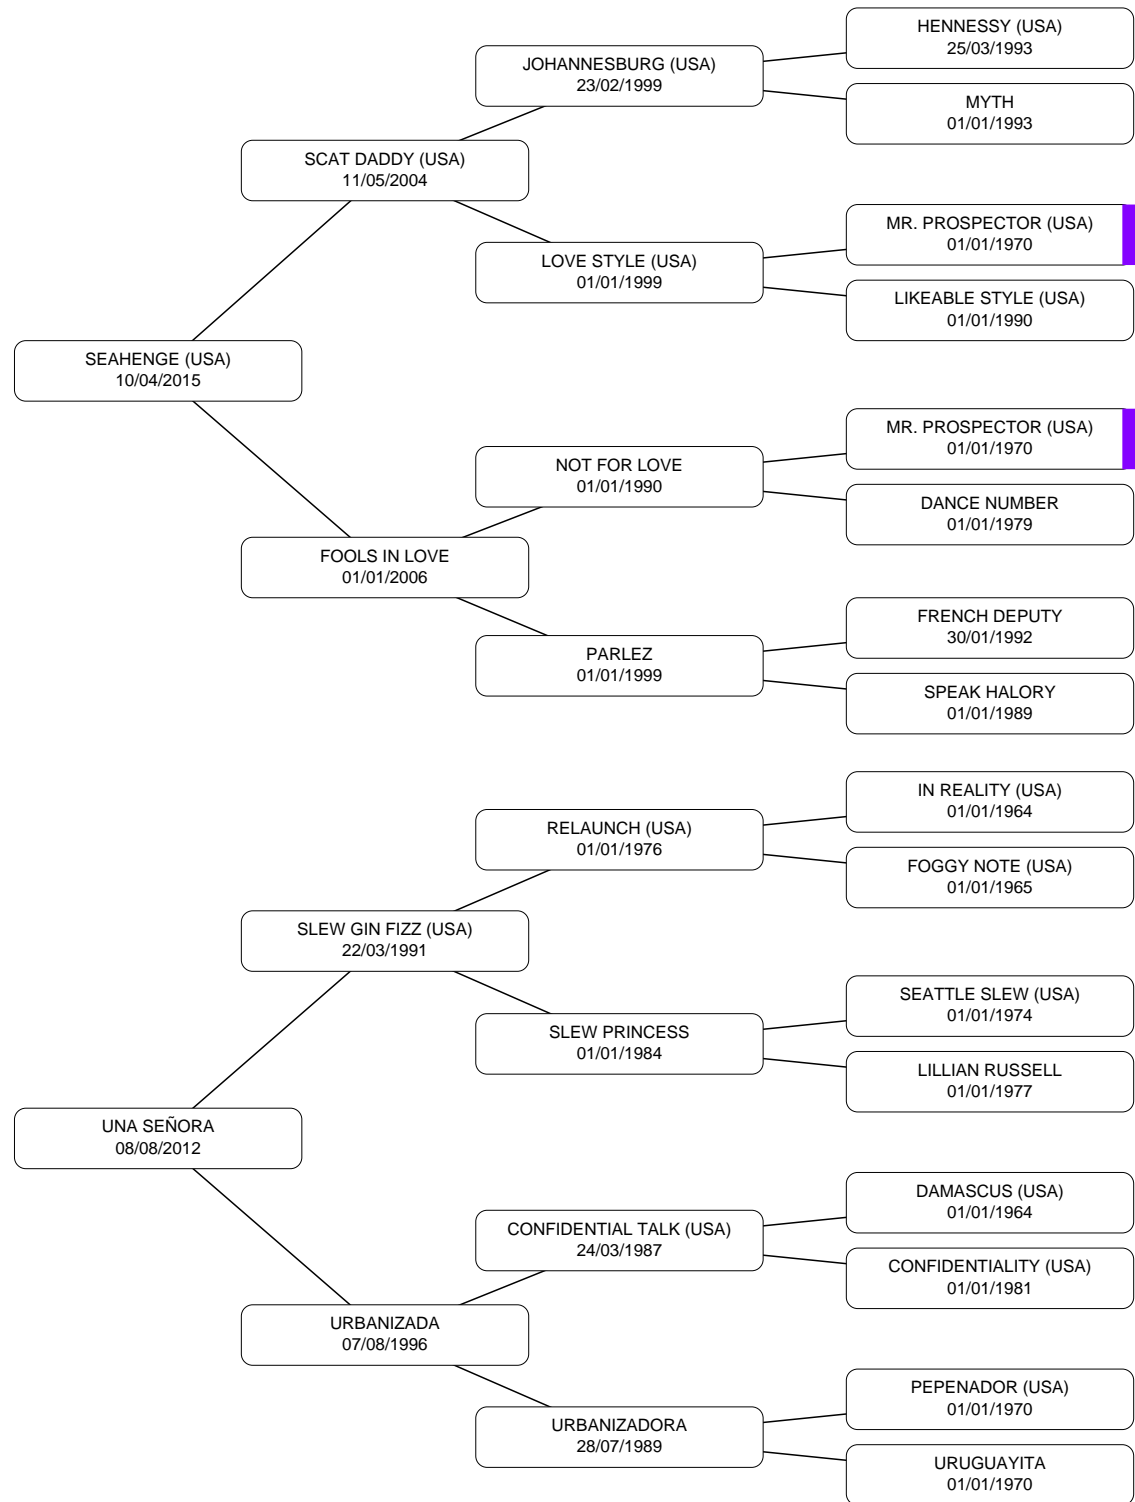 HENNESSY (USA)
25/03/1993
JOHANNESBURG (USA)
23/02/1999
MYTH
01/01/1993
SCAT DADDY (USA)
11/05/2004
MR. PROSPECTOR (USA)
01/01/1970
LOVE STYLE (USA)
01/01/1999
LIKEABLE STYLE (USA)
01/01/1990
SEAHENGE (USA)
10/04/2015
MR. PROSPECTOR (USA)
01/01/1970
NOT FOR LOVE
01/01/1990
DANCE NUMBER
01/01/1979
FOOLS IN LOVE
01/01/2006
FRENCH DEPUTY
30/01/1992
PARLEZ
01/01/1999
SPEAK HALORY
01/01/1989
IN REALITY (USA)
01/01/1964
RELAUNCH (USA)
01/01/1976
FOGGY NOTE (USA)
01/01/1965
SLEW GIN FIZZ (USA)
22/03/1991
SEATTLE SLEW (USA)
01/01/1974
SLEW PRINCESS
01/01/1984
LILLIAN RUSSELL
01/01/1977
UNA SEÑORA
08/08/2012
DAMASCUS (USA)
01/01/1964
CONFIDENTIAL TALK (USA)
24/03/1987
CONFIDENTIALITY (USA)
01/01/1981
URBANIZADA
07/08/1996
PEPENADOR (USA)
01/01/1970
URBANIZADORA
28/07/1989
URUGUAYITA
01/01/1970